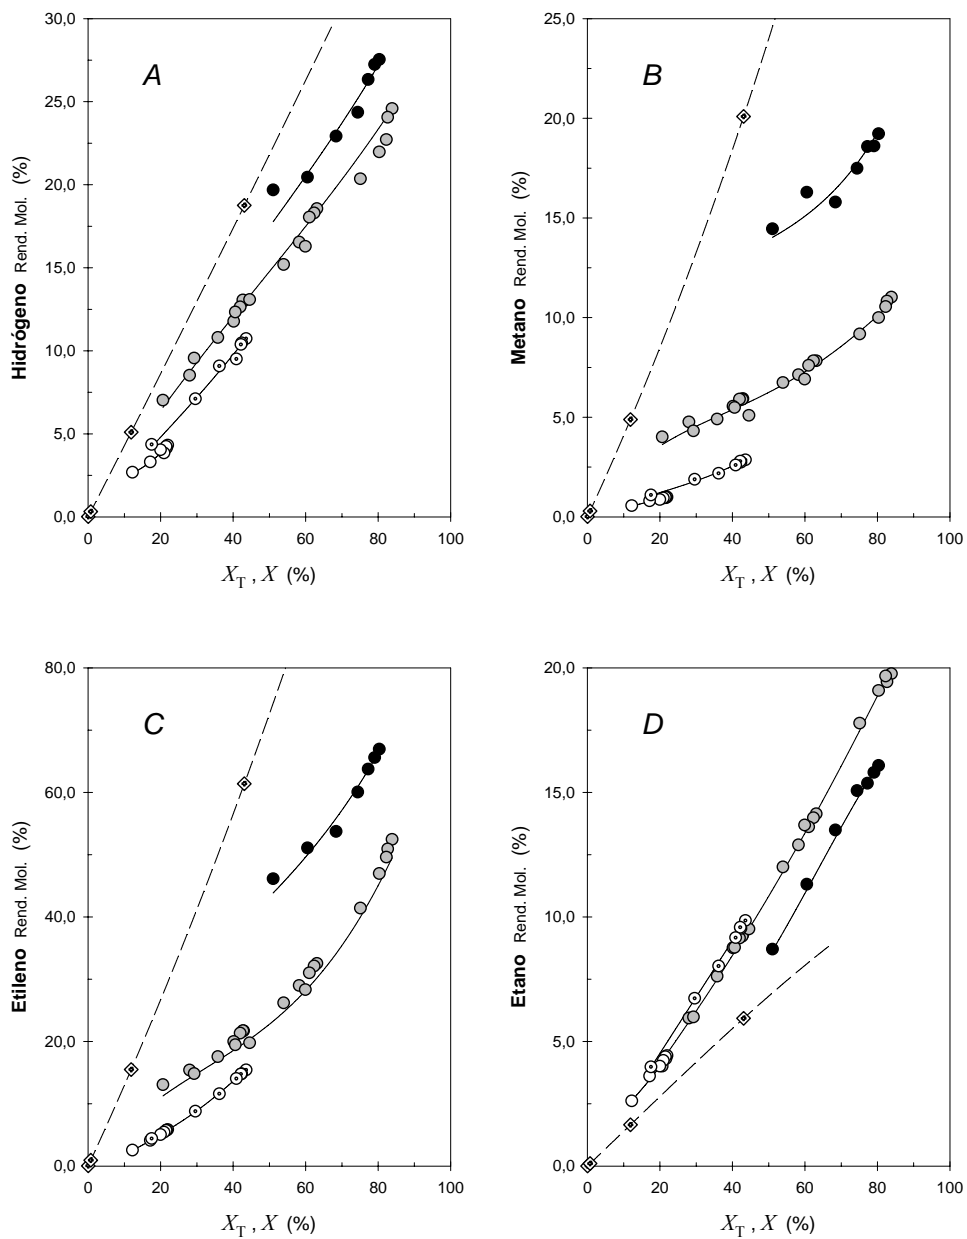 A
Hidrógeno Rend. Mol. (%)
30,0
25,0
20,0
15,0
10,0
5,0
0,0
0 20 40 60 80 100
X_T , X (%)
B
Metano Rend. Mol. (%)
25,0
20,0
15,0
10,0
5,0
0,0
0 20 40 60 80 100
X_T , X (%)
C
Etileno Rend. Mol. (%)
80,0
60,0
40,0
20,0
0,0
0 20 40 60 80 100
X_T , X (%)
D
Etano Rend. Mol. (%)
20,0
15,0
10,0
5,0
0,0
0 20 40 60 80 100
X_T , X (%)